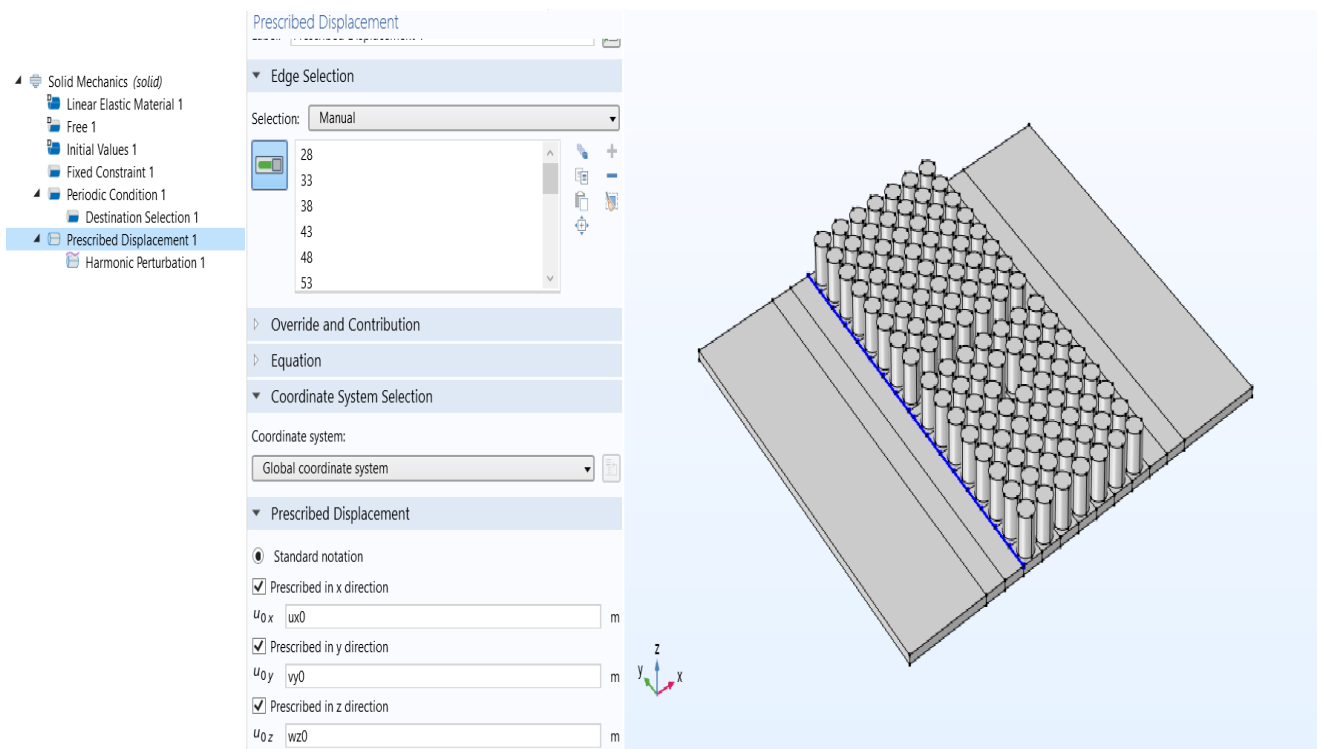 Solid Mechanics (solid)
Linear Elastic Material 1
Free 1
Initial Values 1
Fixed Constraint 1
Periodic Condition 1
Destination Selection 1
Prescribed Displacement 1
Harmonic Perturbation 1
Prescribed Displacement
Edge Selection
Selection: Manual
28
33
38
43
48
53
Override and Contribution
Equation
Coordinate System Selection
Coordinate system:
Global coordinate system
Prescribed Displacement
Standard notation
Prescribed in x direction
u0x ux0 m
Prescribed in y direction
u0y vy0 m
Prescribed in z direction
u0z wz0 m
z
y x